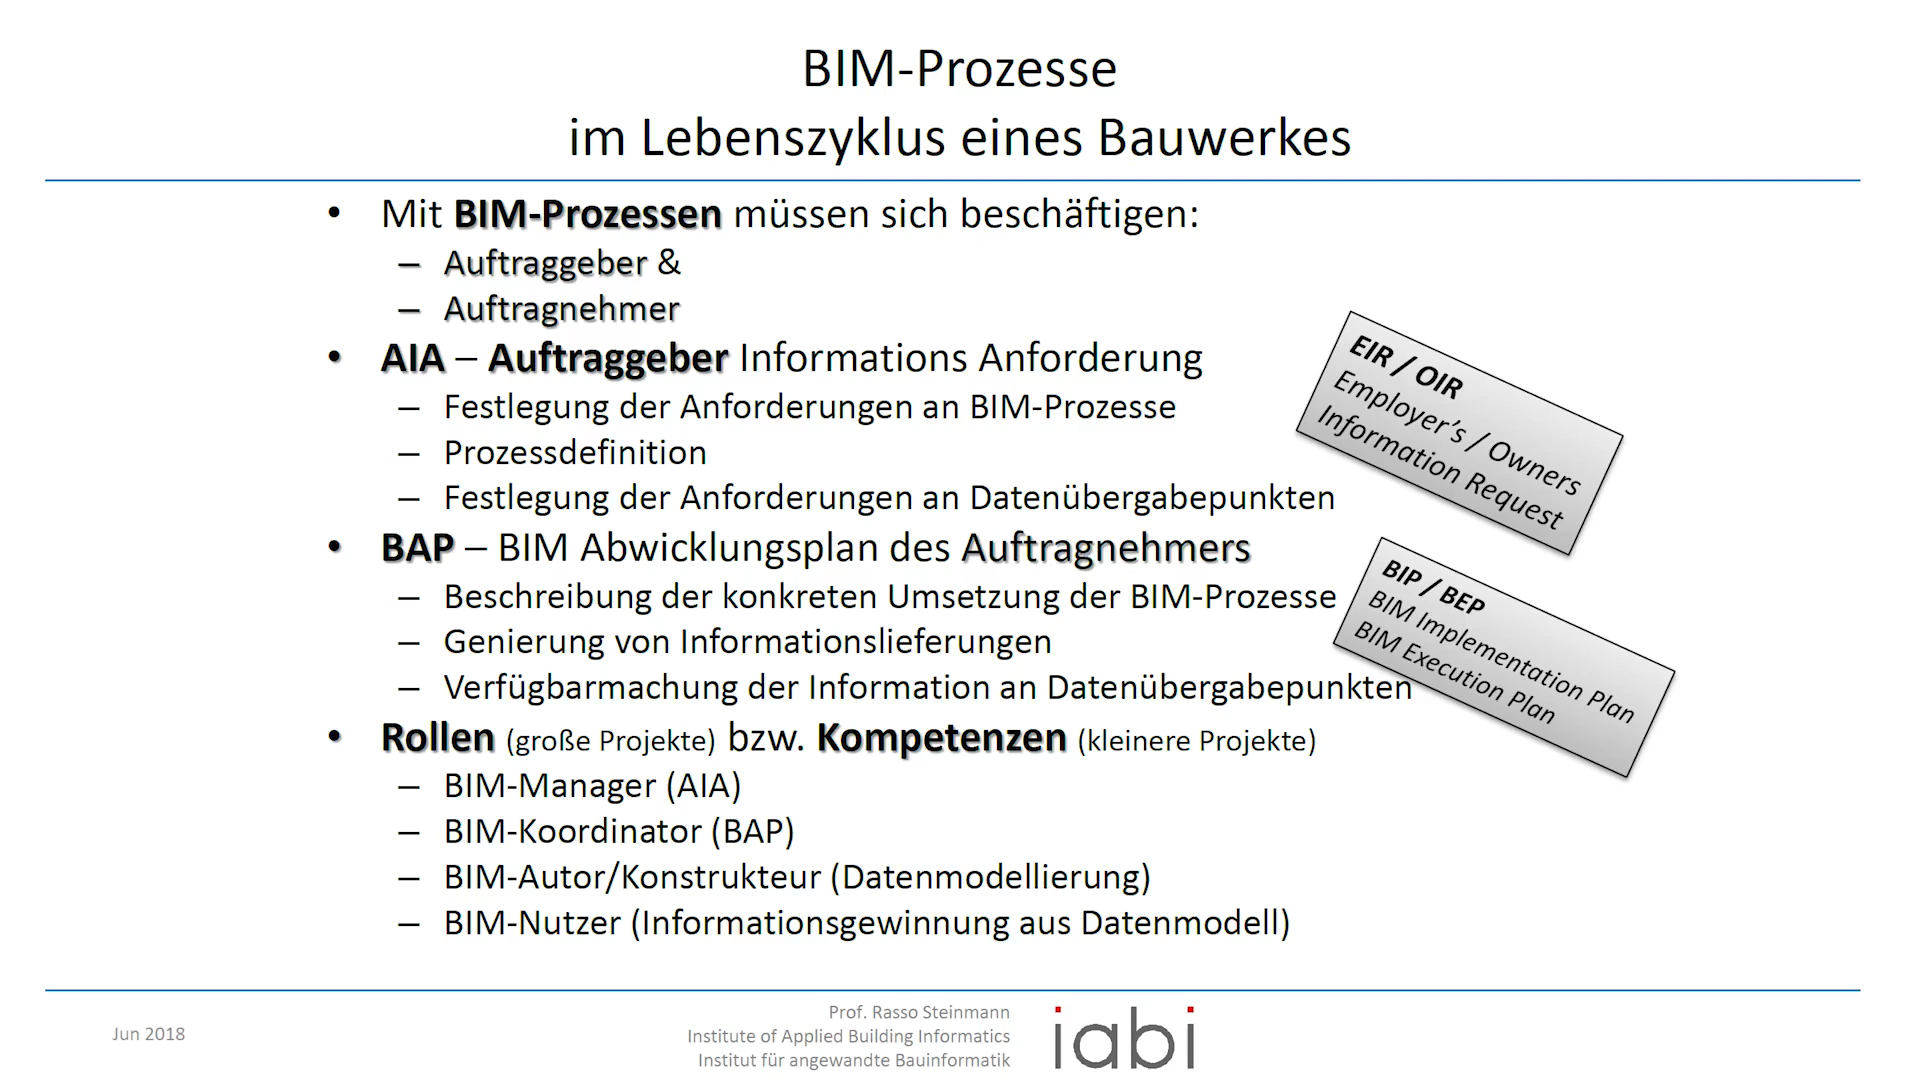 BIM-Prozesse
im Lebenszyklus eines Bauwerkes
• Mit BIM-Prozessen müssen sich beschäftigen:
– Auftraggeber &
– Auftragnehmer
• AIA – Auftraggeber Informations Anforderung
– Festlegung der Anforderungen an BIM-Prozesse
– Prozessdefinition
– Festlegung der Anforderungen an Datenübergabepunkten
EIR / OIR
Employer's / Owners
Information Request
• BAP – BIM Abwicklungsplan des Auftragnehmers
– Beschreibung der konkreten Umsetzung der BIM-Prozesse
– Genierung von Informationslieferungen
– Verfügbarmachung der Information an Datenübergabepunkten
BIP / BEP
BIM Implementation Plan
BIM Execution Plan
• Rollen (große Projekte) bzw. Kompetenzen (kleinere Projekte)
– BIM-Manager (AIA)
– BIM-Koordinator (BAP)
– BIM-Autor/Konstrukteur (Datenmodellierung)
– BIM-Nutzer (Informationsgewinnung aus Datenmodell)
Jun 2018
Prof. Rasso Steinmann
Institute of Applied Building Informatics
Institut für angewandte Bauinformatik
iabi